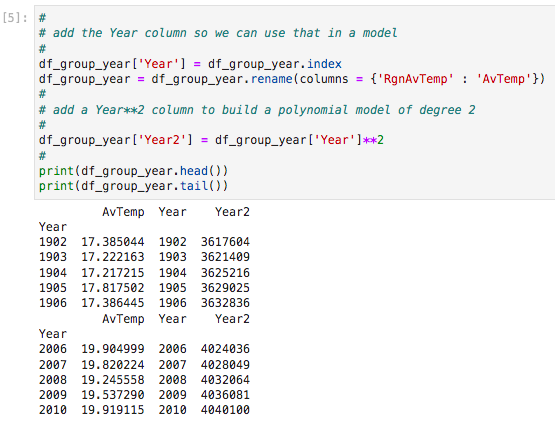 [5]: #
# add the Year column so we can use that in a model
#
df_group_year['Year'] = df_group_year.index
df_group_year = df_group_year.rename(columns = {'RgnAvTemp' : 'AvTemp'})
#
# add a Year**2 column to build a polynomial model of degree 2
#
df_group_year['Year2'] = df_group_year['Year']**2
#
print(df_group_year.head())
print(df_group_year.tail())
AvTemp Year Year2
Year
1902 17.385044 1902 3617604
1903 17.222163 1903 3621409
1904 17.217215 1904 3625216
1905 17.817502 1905 3629025
1906 17.386445 1906 3632836
AvTemp Year Year2
Year
2006 19.904999 2006 4024036
2007 19.820224 2007 4028049
2008 19.245558 2008 4032064
2009 19.537290 2009 4036081
2010 19.919115 2010 4040100